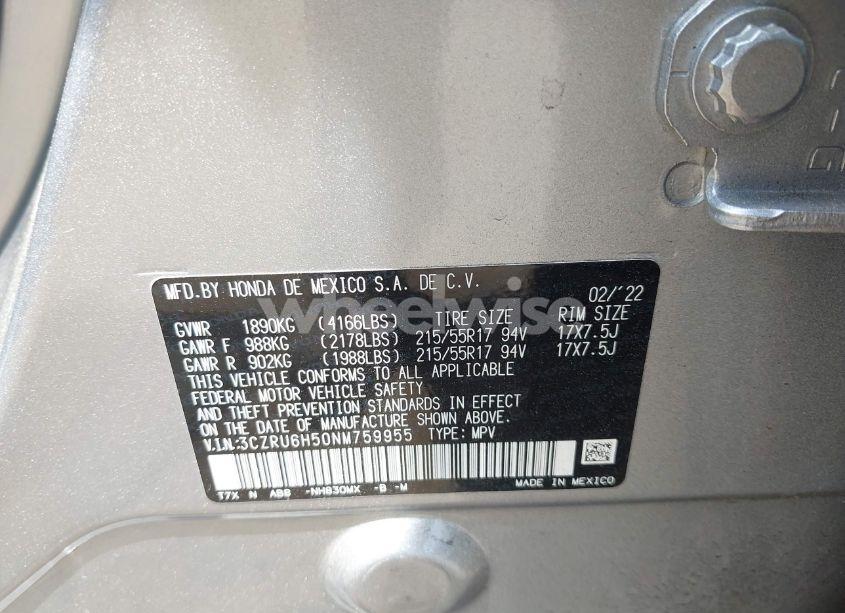 MFD.BY HONDA DE MEXICO S.A. DE C.V.
02/'22
GVWR 1890KG (4166LBS) TIRE SIZE RIM SIZE
GAWR F 988KG (2178LBS) 215/55R17 94V 17X7.5J
GAWR R 902KG (1988LBS) 215/55R17 94V 17X7.5J
THIS VEHICLE CONFORMS TO ALL APPLICABLE
FEDERAL MOTOR VEHICLE SAFETY
AND THEFT PREVENTION STANDARDS IN EFFECT
ON THE DATE OF MANUFACTURE SHOWN ABOVE.
V.I.N:3CZRU6H50NM759955 TYPE: MPV
T7X N ABB -NH830MX -B -M MADE IN MEXICO
wheelwise